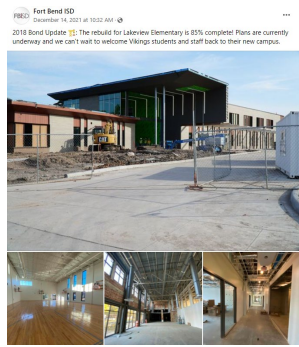 FBISD
Fort Bend ISD
December 14, 2021 at 10:52 AM ·
2018 Bond Update 🏗️: The rebuild for Lakeview Elementary is 85% complete! Plans are currently
underway and we can't wait to welcome Vikings students and staff back to their new campus.